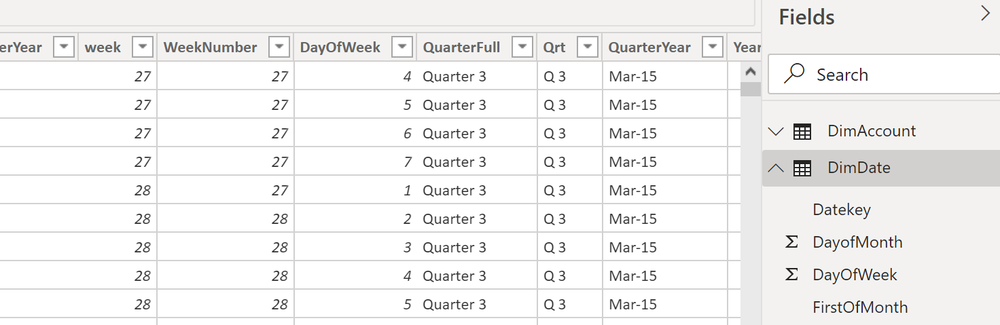 Fields
erYear week WeekNumber DayOfWeek QuarterFull Qrt QuarterYear Year
27 27 4 Quarter 3 Q 3 Mar-15
27 27 5 Quarter 3 Q 3 Mar-15
27 27 6 Quarter 3 Q 3 Mar-15
27 27 7 Quarter 3 Q 3 Mar-15
28 27 1 Quarter 3 Q 3 Mar-15
28 28 2 Quarter 3 Q 3 Mar-15
28 28 3 Quarter 3 Q 3 Mar-15
28 28 4 Quarter 3 Q 3 Mar-15
28 28 5 Quarter 3 Q 3 Mar-15
Search
DimAccount
DimDate
Datekey
Σ DayofMonth
Σ DayOfWeek
FirstOfMonth